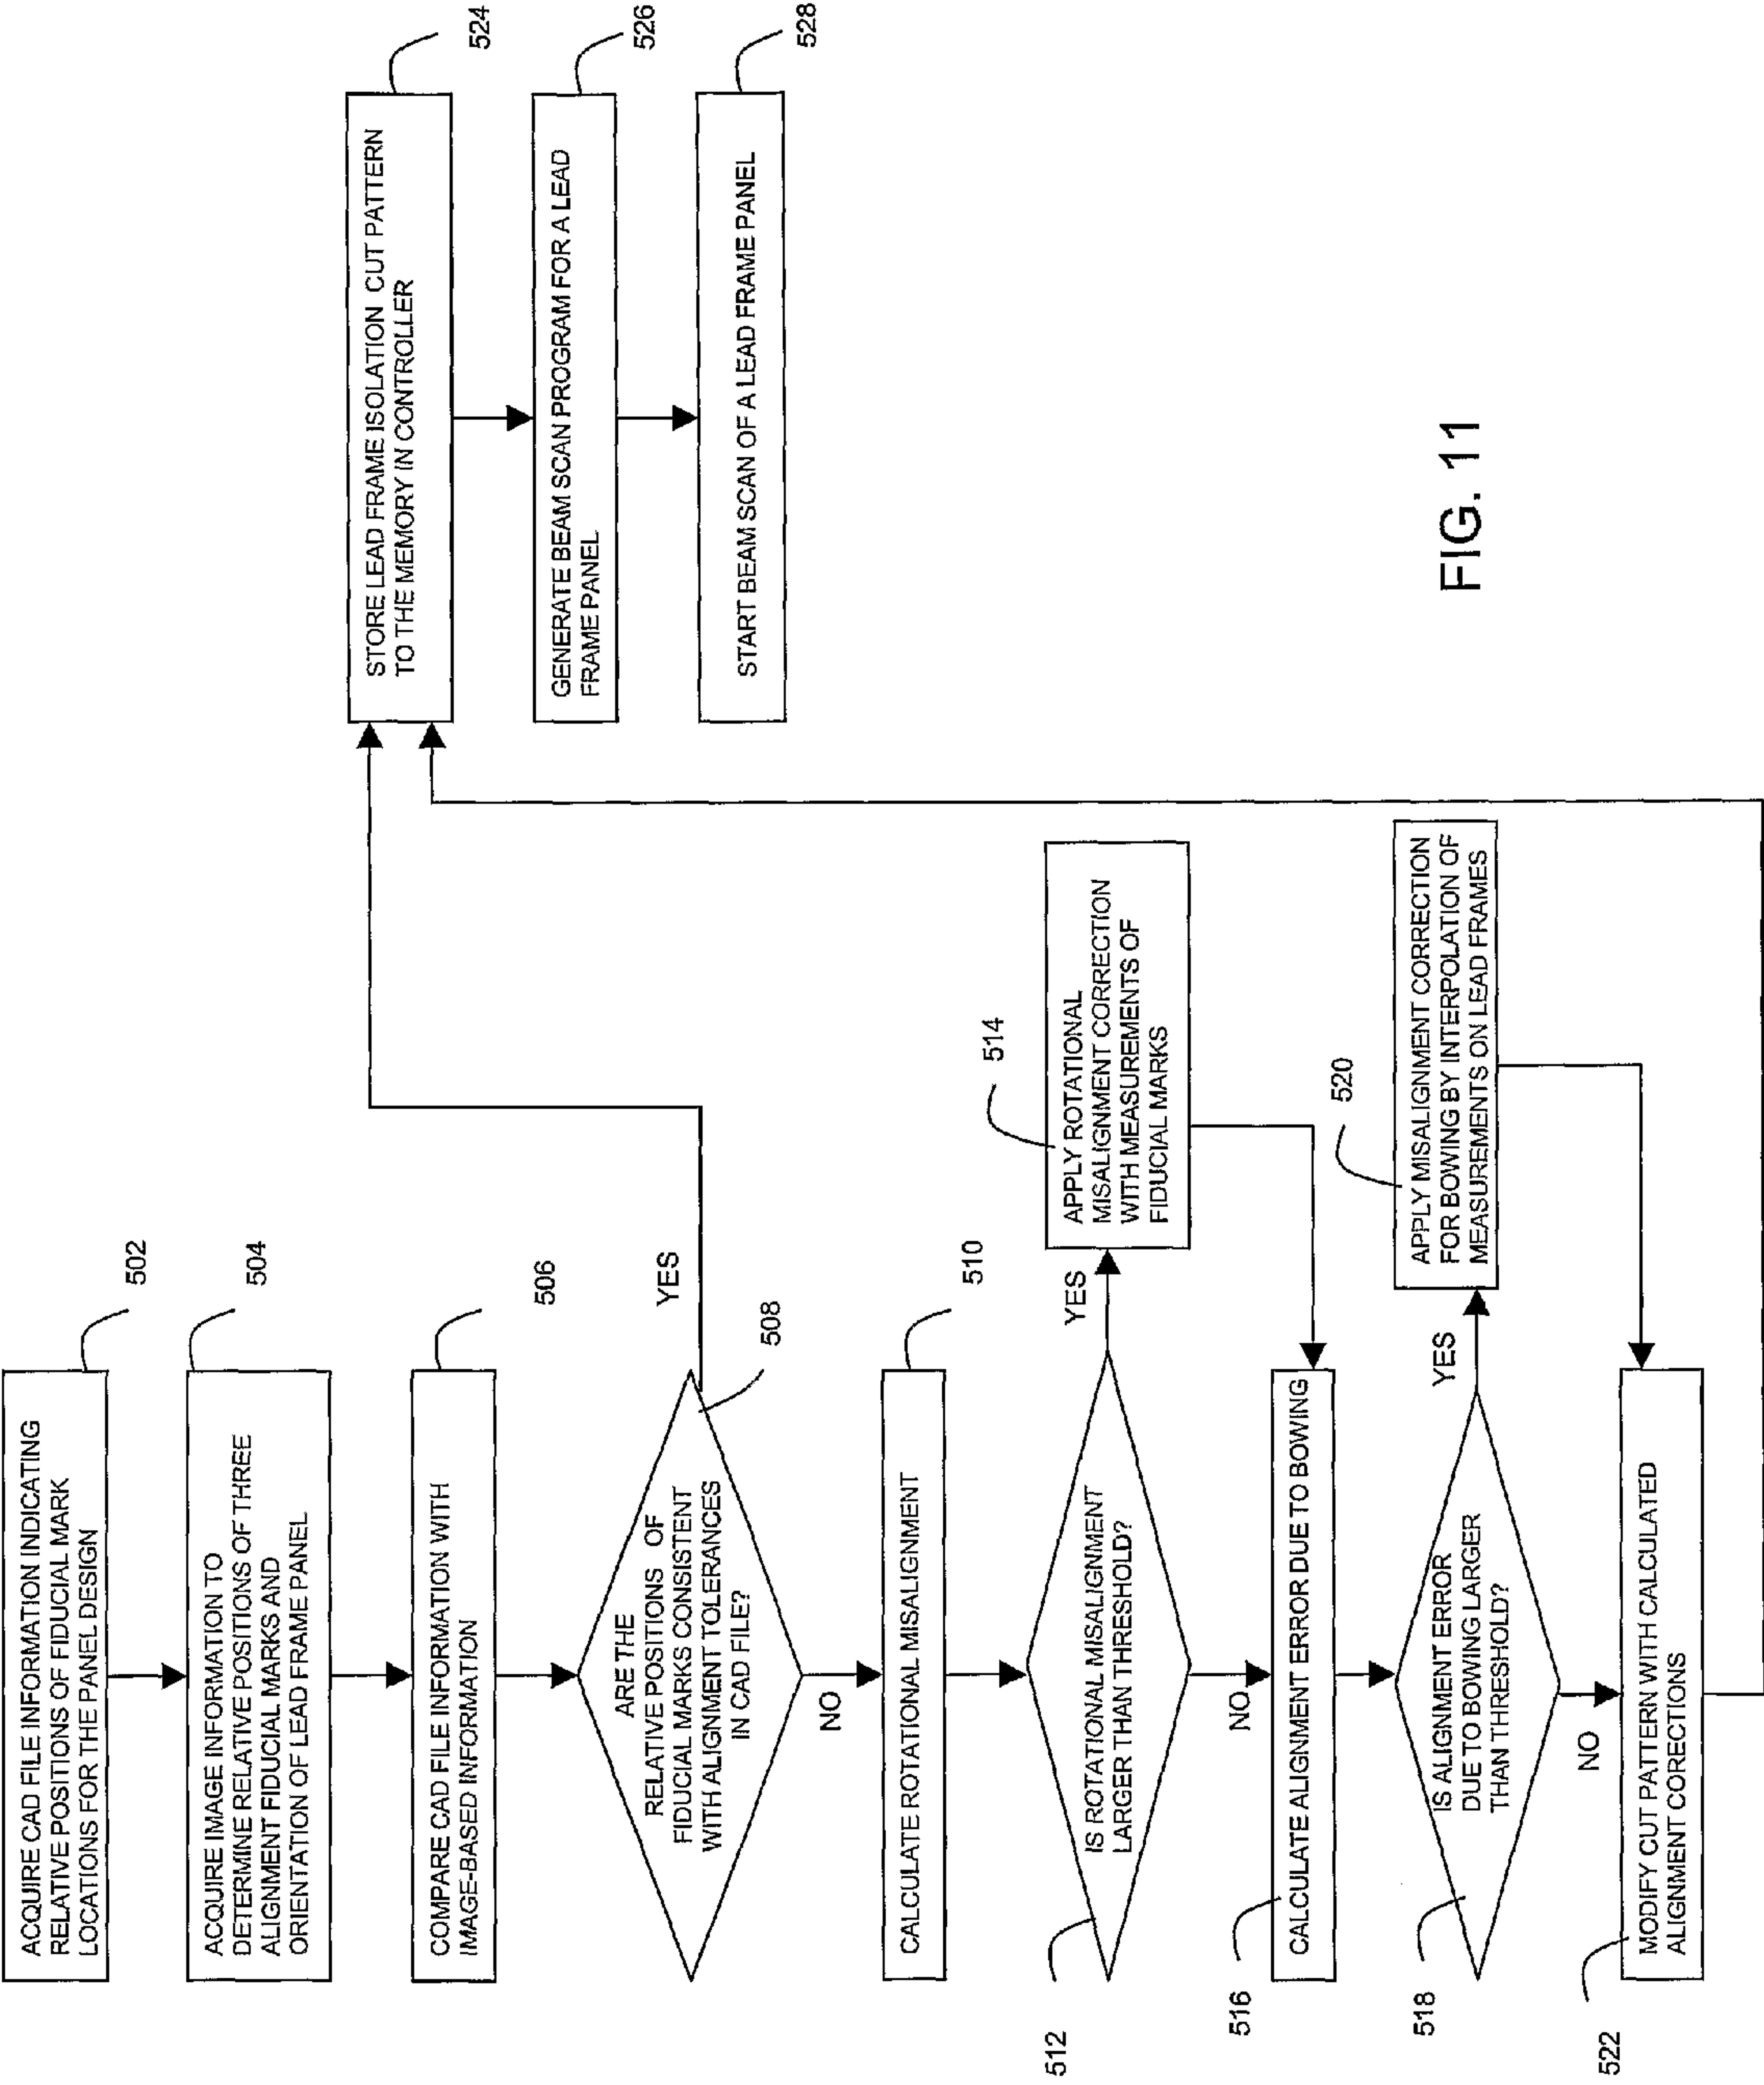 ACQUIRE CAD FILE INFORMATION INDICATING
RELATIVE POSITIONS OF FIDUCIAL MARK
LOCATIONS FOR THE PANEL DESIGN
502
ACQUIRE IMAGE INFORMATION TO
DETERMINE RELATIVE POSITIONS OF THREE
ALIGNMENT FIDUCIAL MARKS AND
ORIENTATION OF LEAD FRAME PANEL
504
COMPARE CAD FILE INFORMATION WITH
IMAGE-BASED INFORMATION
506
ARE THE
RELATIVE POSITIONS OF
FIDUCIAL MARKS CONSISTENT
WITH ALIGNMENT TOLERANCES
IN CAD FILE?
YES
508
NO
CALCULATE ROTATIONAL MISALIGNMENT
510
IS ROTATIONAL MISALIGNMENT
LARGER THAN THRESHOLD?
512
YES
APPLY ROTATIONAL
MISALIGNMENT CORRECTION
WITH MEASUREMENTS OF
FIDUCIAL MARKS
514
NO
CALCULATE ALIGNMENT ERROR DUE TO BOWING
516
IS ALIGNMENT ERROR
DUE TO BOWING LARGER
THAN THRESHOLD?
518
YES
APPLY MISALIGNMENT CORRECTION
FOR BOWING BY INTERPOLATION OF
MEASUREMENTS ON LEAD FRAMES
520
NO
MODIFY CUT PATTERN WITH CALCULATED
ALIGNMENT CORECTIONS
522
STORE LEAD FRAME ISOLATION CUT PATTERN
TO THE MEMORY IN CONTROLLER
524
GENERATE BEAM SCAN PROGRAM FOR A LEAD
FRAME PANEL
526
START BEAM SCAN OF A LEAD FRAME PANEL
528
FIG. 11